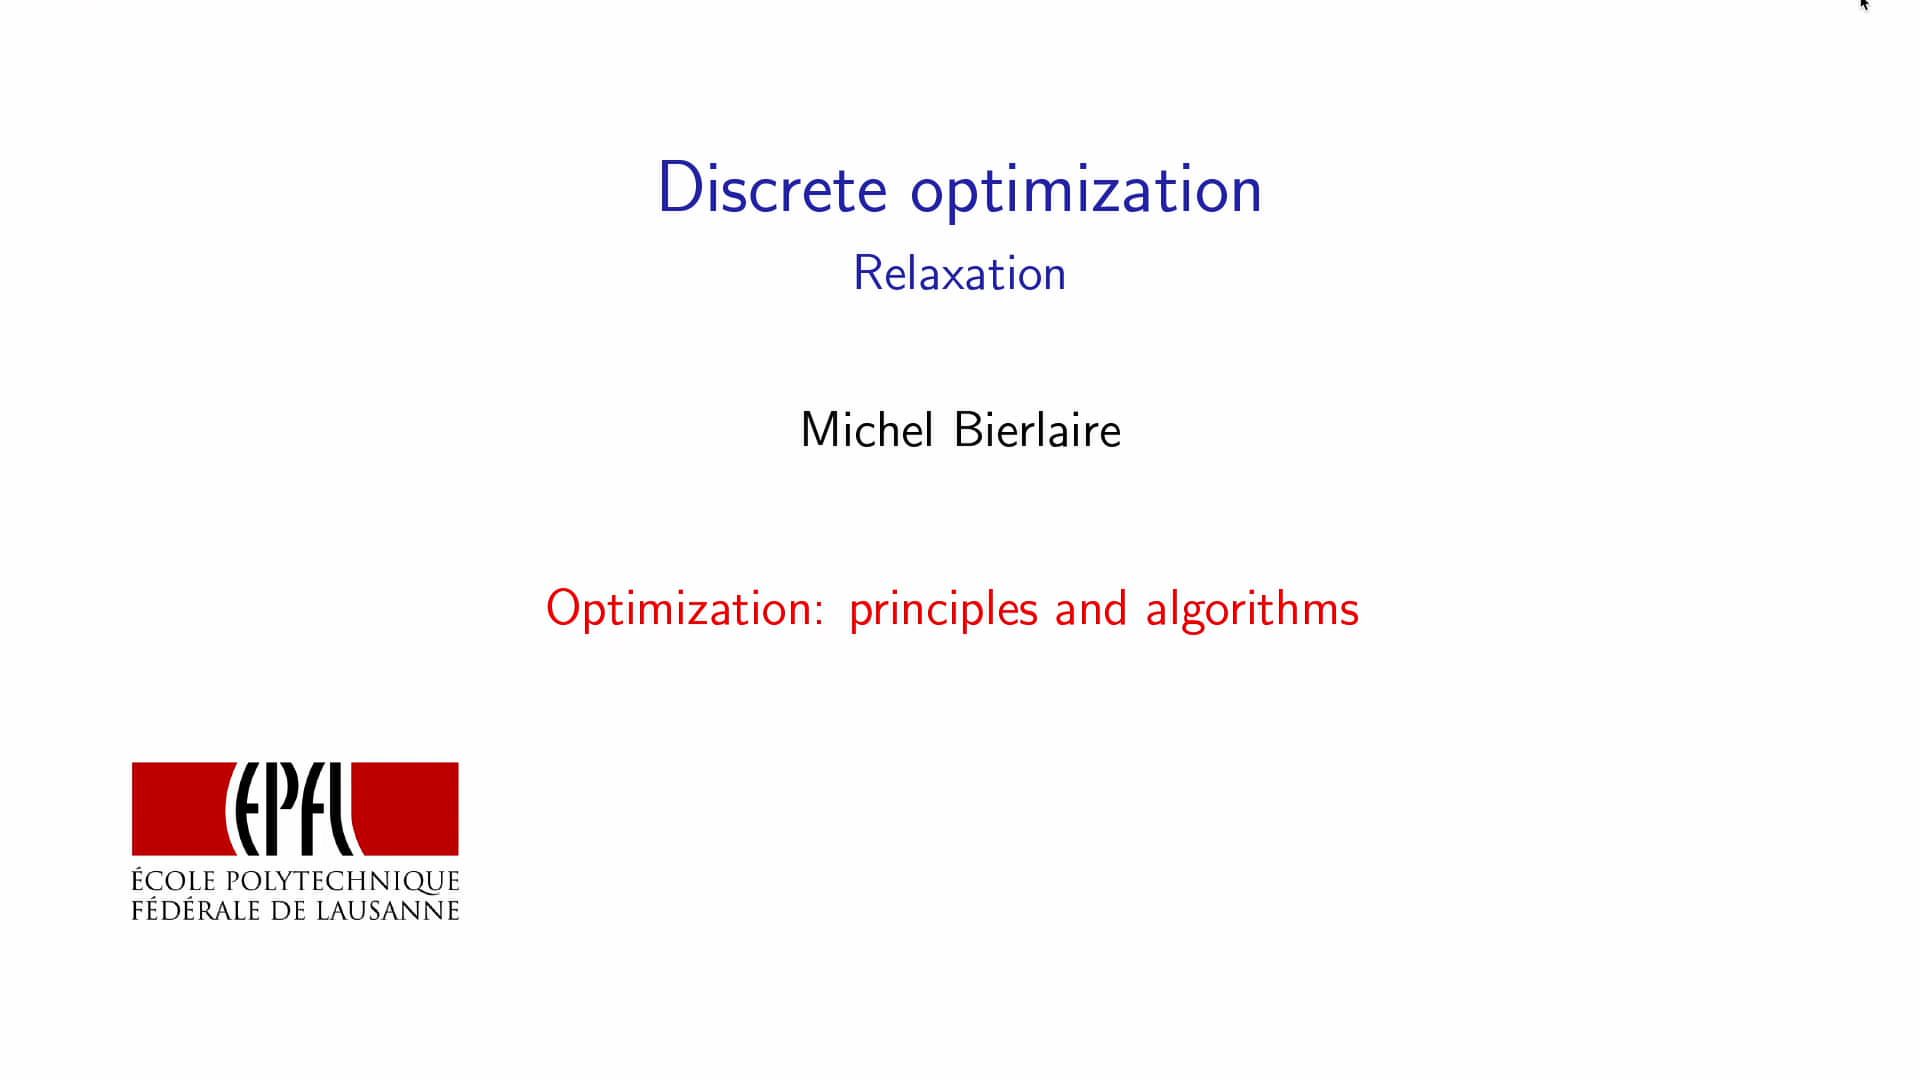 Discrete optimization
Relaxation
Michel Bierlaire
Optimization: principles and algorithms
EPFL
ÉCOLE POLYTECHNIQUE
FÉDÉRALE DE LAUSANNE